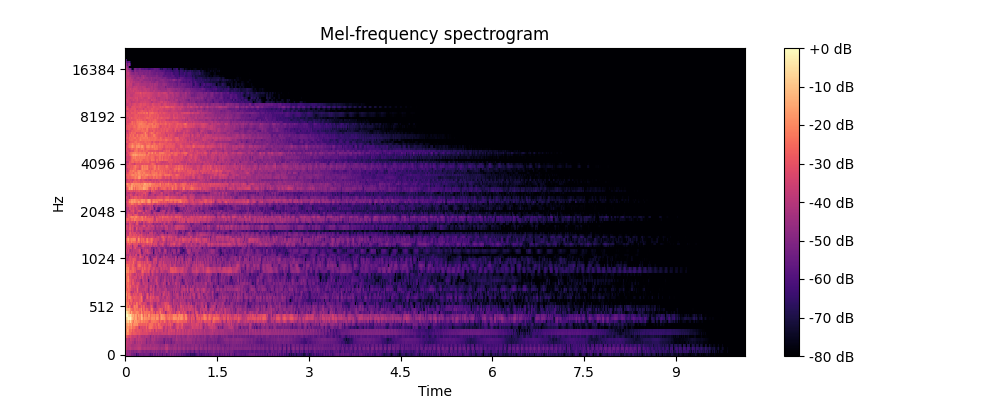 Mel-frequency spectrogram
Hz
16384
8192
4096
2048
1024
512
0
0 1.5 3 4.5 6 7.5 9
Time
+0 dB
-10 dB
-20 dB
-30 dB
-40 dB
-50 dB
-60 dB
-70 dB
-80 dB